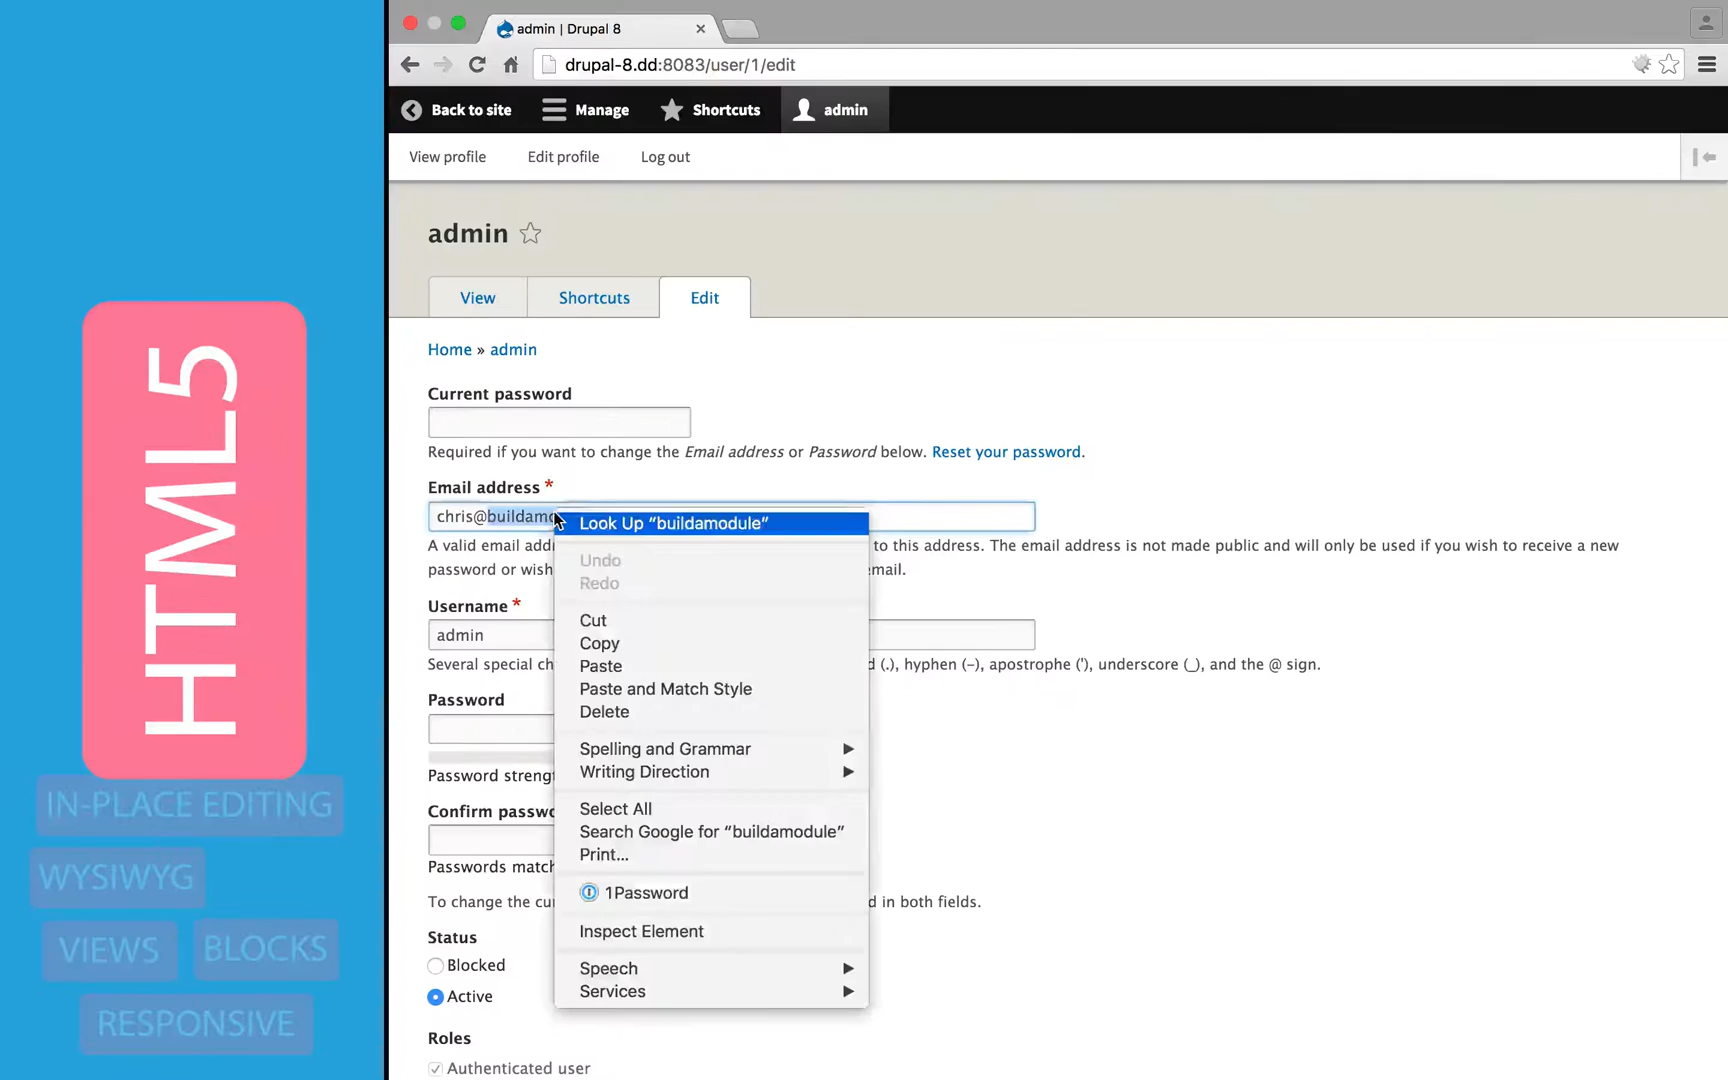 HTML5
IN-PLACE EDITING
WYSIWYG
VIEWS
BLOCKS
RESPONSIVE
admin | Drupal 8
drupal-8.dd:8083/user/1/edit
Back to site
Manage
Shortcuts
admin
View profile
Edit profile
Log out
admin
View
Shortcuts
Edit
Home » admin
Current password
Required if you want to change the Email address or Password below. Reset your password.
Email address *
chris@buildamo
A valid email addr
to this address. The email address is not made public and will only be used if you wish to receive a new
password or wish
email.
Username *
admin
Several special ch
d (.), hyphen (-), apostrophe ('), underscore (_), and the @ sign.
Password
Password strengt
Confirm passwo
Passwords match
To change the cu
d in both fields.
Status
Blocked
Active
Roles
Authenticated user
Look Up “buildamodule”
Undo
Redo
Cut
Copy
Paste
Paste and Match Style
Delete
Spelling and Grammar
Writing Direction
Select All
Search Google for “buildamodule”
Print...
1Password
Inspect Element
Speech
Services